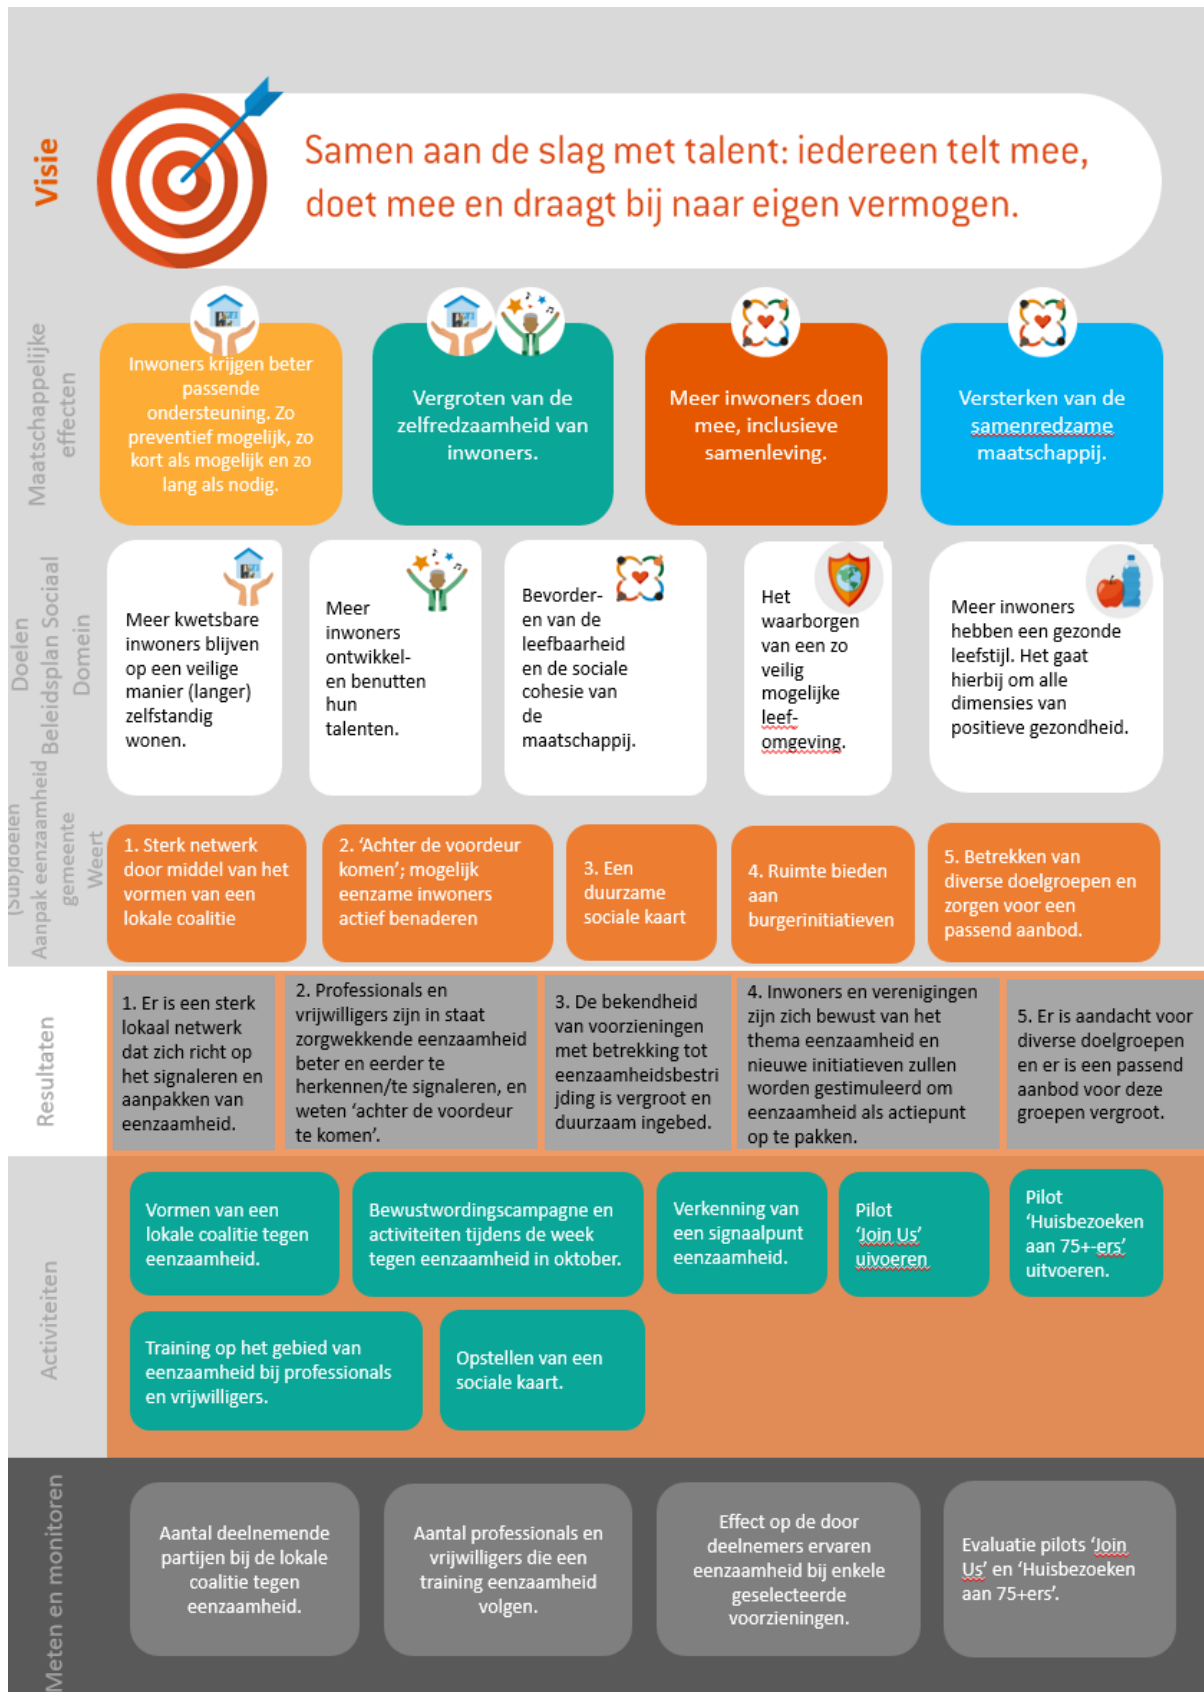 Visie
Samen aan de slag met talent: iedereen telt mee,
doet mee en draagt bij naar eigen vermogen.
Maatschappelijke
effecten
Inwoners krijgen beter
passende
ondersteuning. Zo
preventief mogelijk, zo
kort als mogelijk en zo
lang als nodig.
Vergroten van de
zelfredzaamheid van
inwoners.
Meer inwoners doen
mee, inclusieve
samenleving.
Versterken van de
samenredzame
maatschappij.
Doelen
Beleidsplan Sociaal
Domein
Meer kwetsbare
inwoners blijven
op een veilige
manier (langer)
zelfstandig
wonen.
Meer
inwoners
ontwikkel-
en benutten
hun
talenten.
Bevorder-
en van de
leefbaarheid
en de sociale
cohesie van
de
maatschappij.
Het
waarborgen
van een zo
veilig
mogelijke
leef-
omgeving.
Meer inwoners
hebben een gezonde
leefstijl. Het gaat
hierbij om alle
dimensies van
positieve gezondheid.
(Sub)doelen
Aanpak eenzaamheid
gemeente
Weert
1. Sterk netwerk
door middel van het
vormen van een
lokale coalitie
2. ‘Achter de voordeur
komen’; mogelijk
eenzame inwoners
actief benaderen
3. Een
duurzame
sociale kaart
4. Ruimte bieden
aan
burgerinitiatieven
5. Betrekken van
diverse doelgroepen en
zorgen voor een
passend aanbod.
Resultaten
1. Er is een sterk
lokaal netwerk
dat zich richt op
het signaleren en
aanpakken van
eenzaamheid.
2. Professionals en
vrijwilligers zijn in staat
zorgwekkende eenzaamheid
beter en eerder te
herkennen/te signaleren, en
weten ‘achter de voordeur
te komen’.
3. De bekendheid
van voorzieningen
met betrekking tot
eenzaamheidsbestri
jding is vergroot en
duurzaam ingebed.
4. Inwoners en verenigingen
zijn zich bewust van het
thema eenzaamheid en
nieuwe initiatieven zullen
worden gestimuleerd om
eenzaamheid als actiepunt
op te pakken.
5. Er is aandacht voor
diverse doelgroepen
en er is een passend
aanbod voor deze
groepen vergroot.
Activiteiten
Vormen van een
lokale coalitie tegen
eenzaamheid.
Bewustwordingscampagne en
activiteiten tijdens de week
tegen eenzaamheid in oktober.
Verkenning van
een signaalpunt
eenzaamheid.
Pilot
‘Join Us’
uivoeren
Pilot
‘Huisbezoeken
aan 75+-ers’
uitvoeren.
Training op het gebied van
eenzaamheid bij professionals
en vrijwilligers.
Opstellen van een
sociale kaart.
Meten en monitoren
Aantal deelnemende
partijen bij de lokale
coalitie tegen
eenzaamheid.
Aantal professionals en
vrijwilligers die een
training eenzaamheid
volgen.
Effect op de door
deelnemers ervaren
eenzaamheid bij enkele
geselecteerde
voorzieningen.
Evaluatie pilots ‘Join
Us’ en ‘Huisbezoeken
aan 75+ers’.